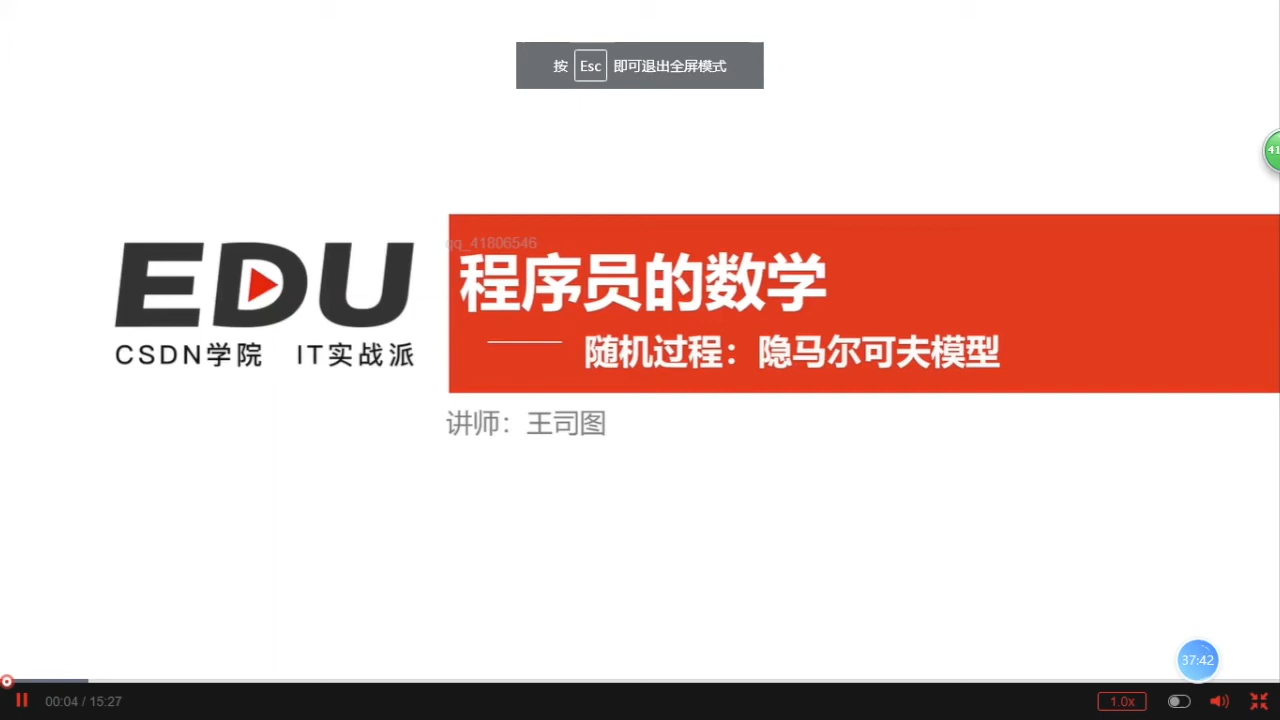 按 Esc 即可退出全屏模式
41
qq_41806546
EDU
CSDN学院 IT实战派
程序员的数学
—— 随机过程：隐马尔可夫模型
讲师：王司图
37:42
00:04 / 15:27
1.0x